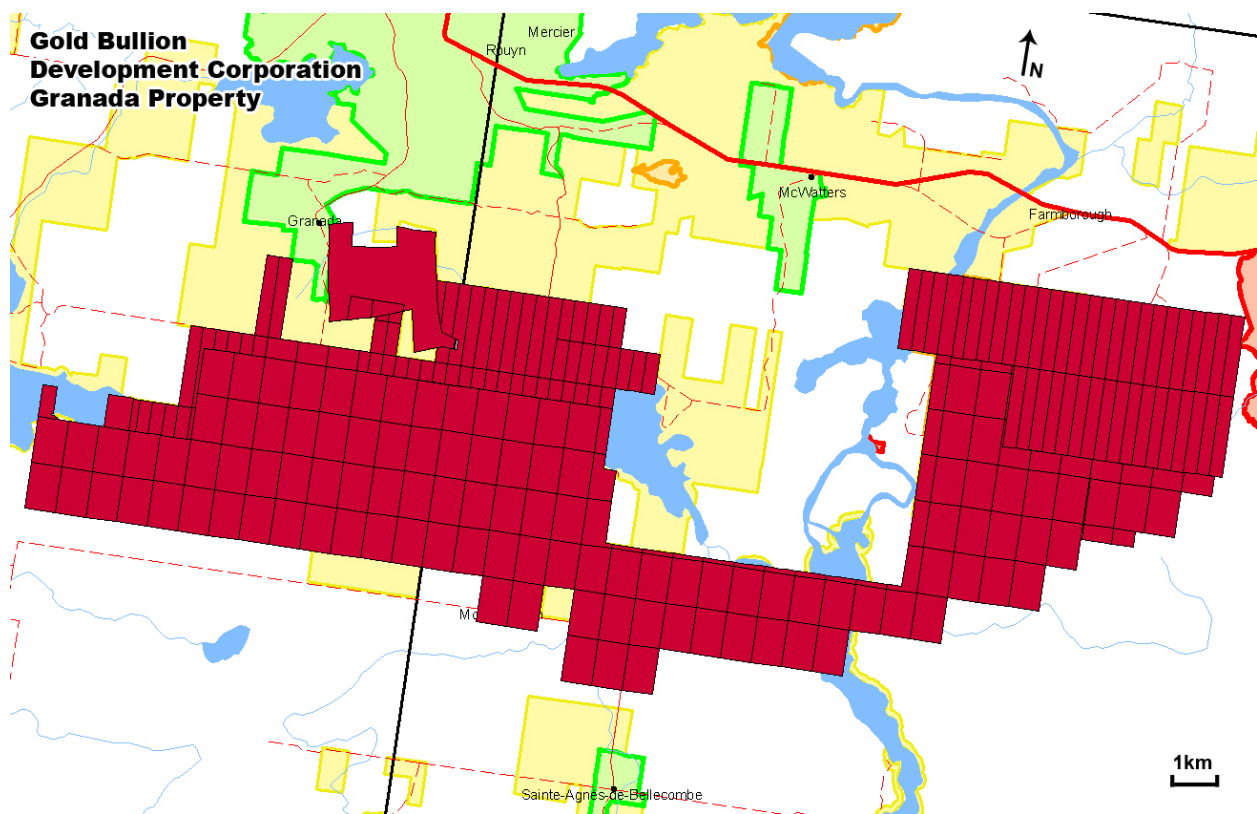 Gold Bullion
Development Corporation
Granada Property
Mercier
Rouyn
N
McWatters
Granada
Farmborough
1km
Sainte-Agnès-de-Bellecombe